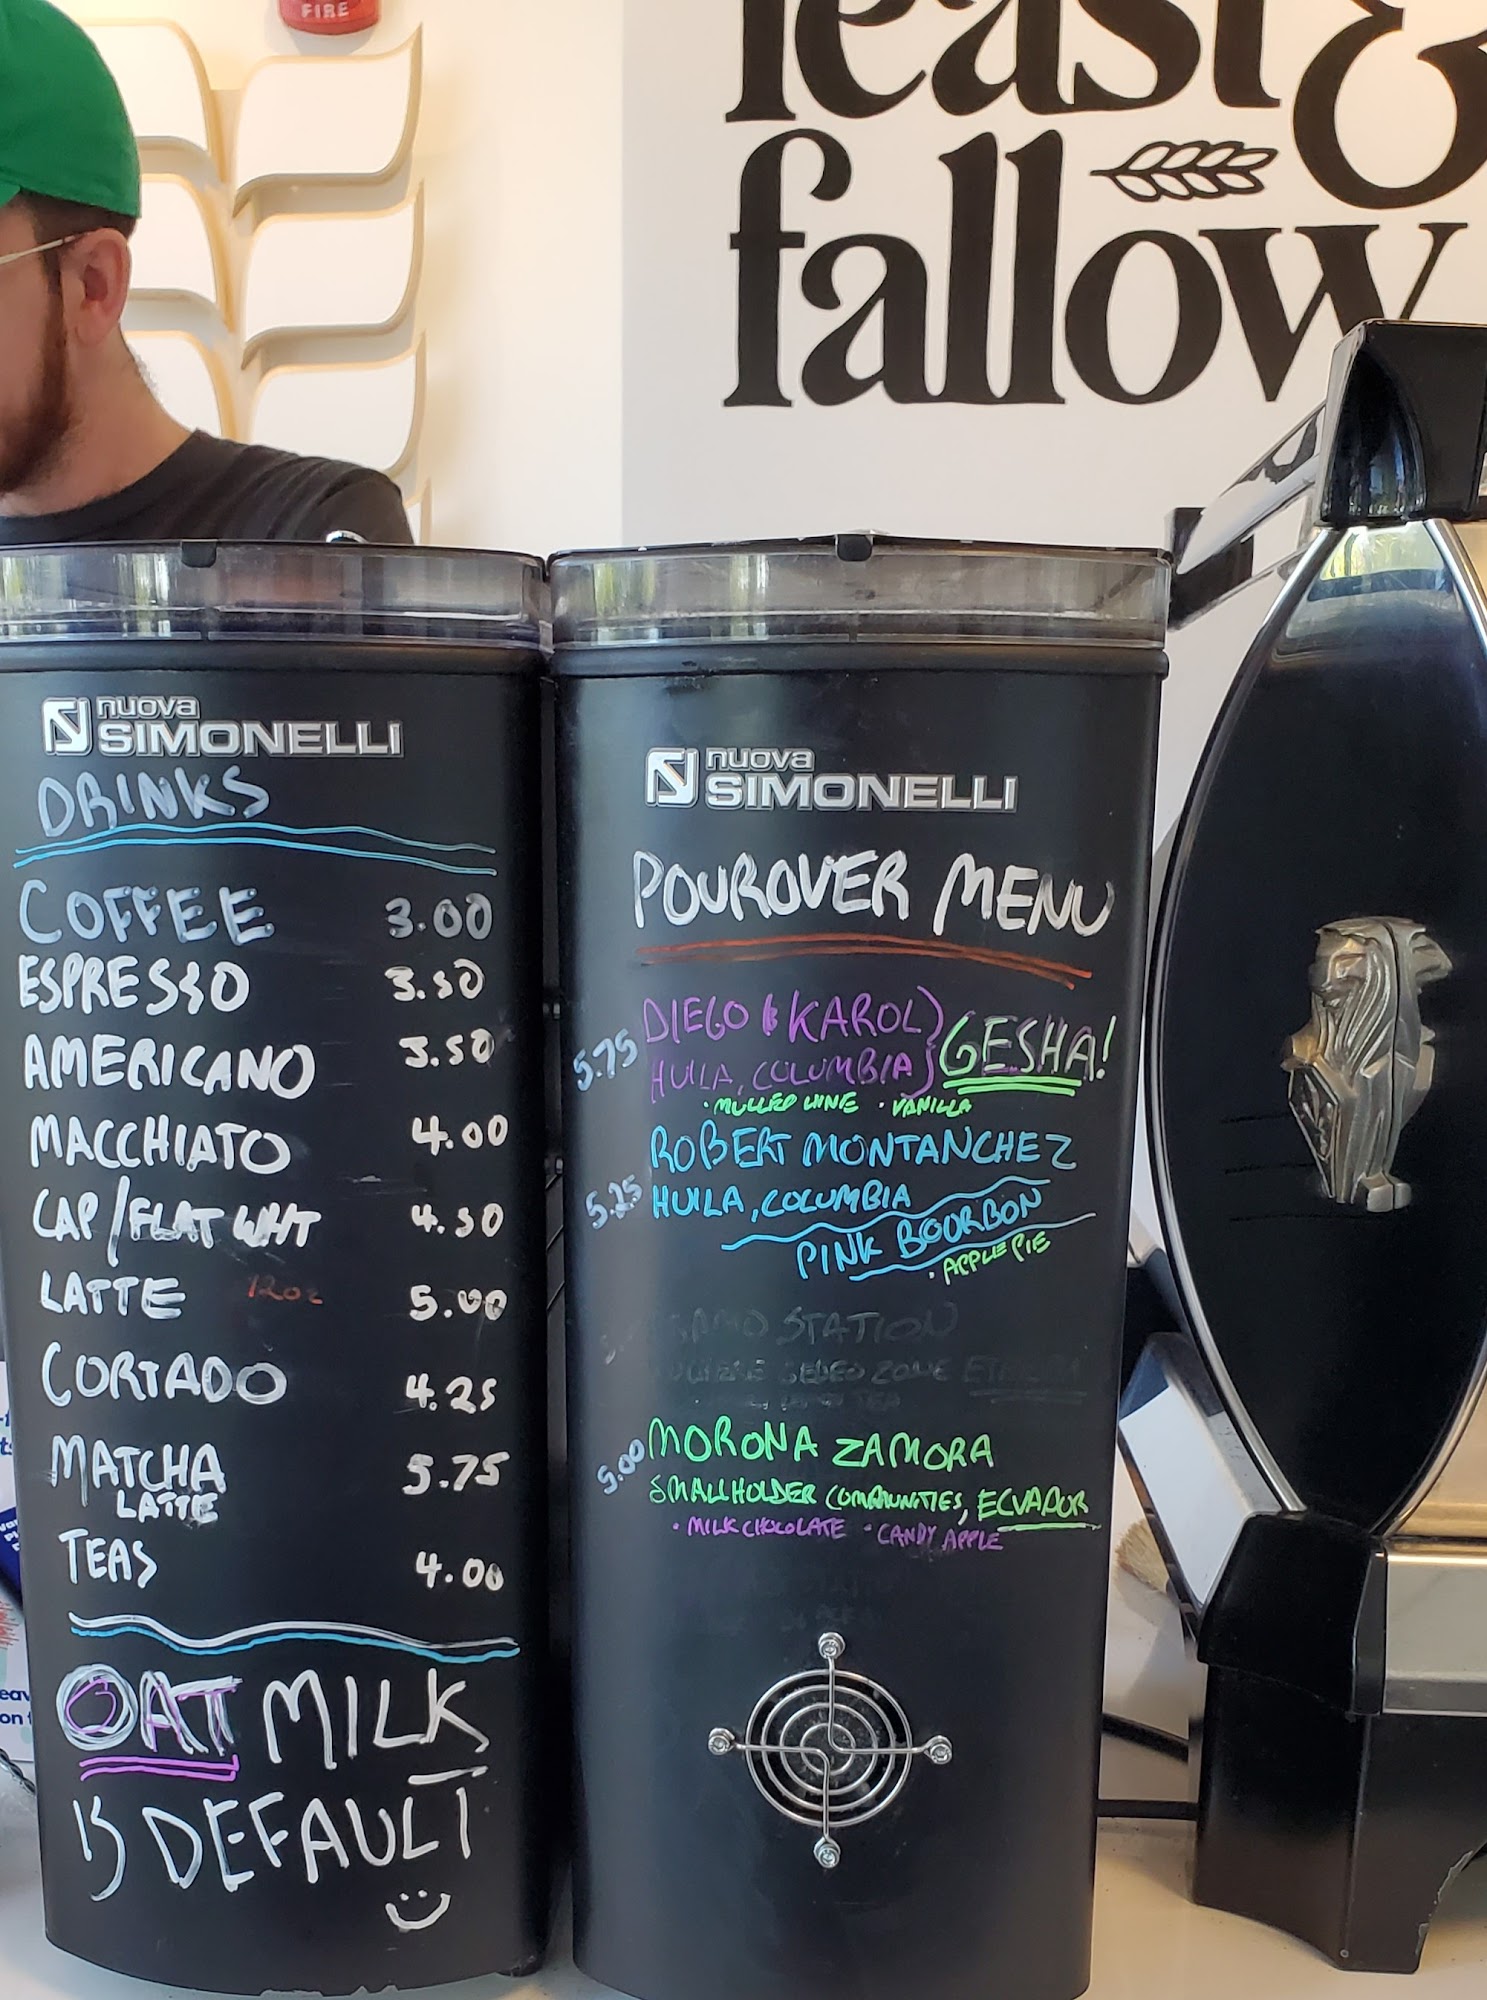 FIRE
feast &
fallow
nuova
SIMONELLI
DRINKS
COFFEE 3.00
ESPRESSO 3.50
AMERICANO 3.50
MACCHIATO 4.00
CAP/FLAT WHT 4.50
LATTE 12oz 5.00
CORTADO 4.25
MATCHA 5.75
LATTE
TEAS 4.00
OAT MILK
IS DEFAULT
nuova
SIMONELLI
POUROVER MENU
5.75 DIEGO & KAROL
HUILA, COLUMBIA GESHA!
• MULLED WINE • VANILLA
ROBERT MONTANCHEZ
5.25 HUILA, COLUMBIA
PINK BOURBON
• APPLE PIE
STATION
5.00 MORONA ZAMORA
SMALLHOLDER COMMUNITIES, ECUADOR
• MILK CHOCOLATE • CANDY APPLE